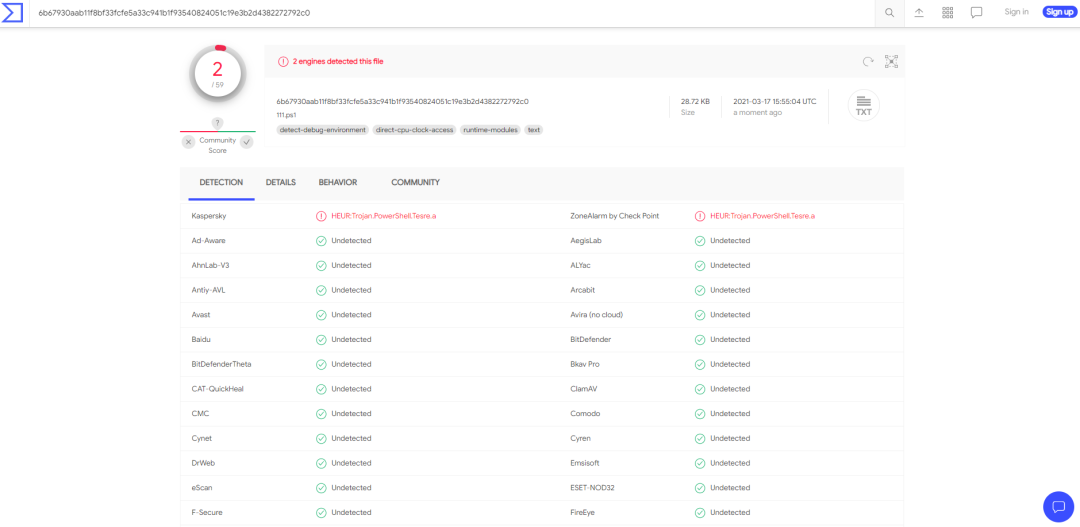 6b67930aab11f8bf33fcfe5a33c941b1f93540824051c19e3b2d4382272792c0
Sign in
Sign up
2
/ 59
?
Community
Score
2 engines detected this file
6b67930aab11f8bf33fcfe5a33c941b1f93540824051c19e3b2d4382272792c0
111.ps1
detect-debug-environment direct-cpu-clock-access runtime-modules text
28.72 KB
Size
2021-03-17 15:55:04 UTC
a moment ago
TXT
DETECTION DETAILS BEHAVIOR COMMUNITY
Kaspersky HEUR:Trojan.PowerShell.Tesre.a ZoneAlarm by Check Point HEUR:Trojan.PowerShell.Tesre.a
Ad-Aware Undetected AegisLab Undetected
AhnLab-V3 Undetected ALYac Undetected
Antiy-AVL Undetected Arcabit Undetected
Avast Undetected Avira (no cloud) Undetected
Baidu Undetected BitDefender Undetected
BitDefenderTheta Undetected Bkav Pro Undetected
CAT-QuickHeal Undetected ClamAV Undetected
CMC Undetected Comodo Undetected
Cynet Undetected Cyren Undetected
DrWeb Undetected Emsisoft Undetected
eScan Undetected ESET-NOD32 Undetected
F-Secure Undetected FireEye Undetected